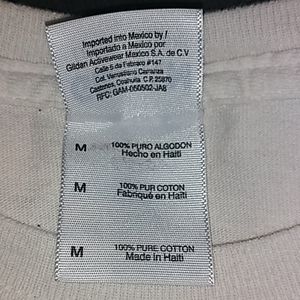 Imported into Mexico by /
Importado a Mexico por
Gildan Activewear Mexico S.A. de C.V
Calle 5 de Febrero #147
Col. Venustiano Carranza
Castanos, Coahuila C.P. 25870
RFC: GAM-050502-JA8
M
100% PURO ALGODON
Hecho en Haiti
M
100% PUR COTON
Fabriqué en Haïti
M
100% PURE COTTON
Made in Haiti